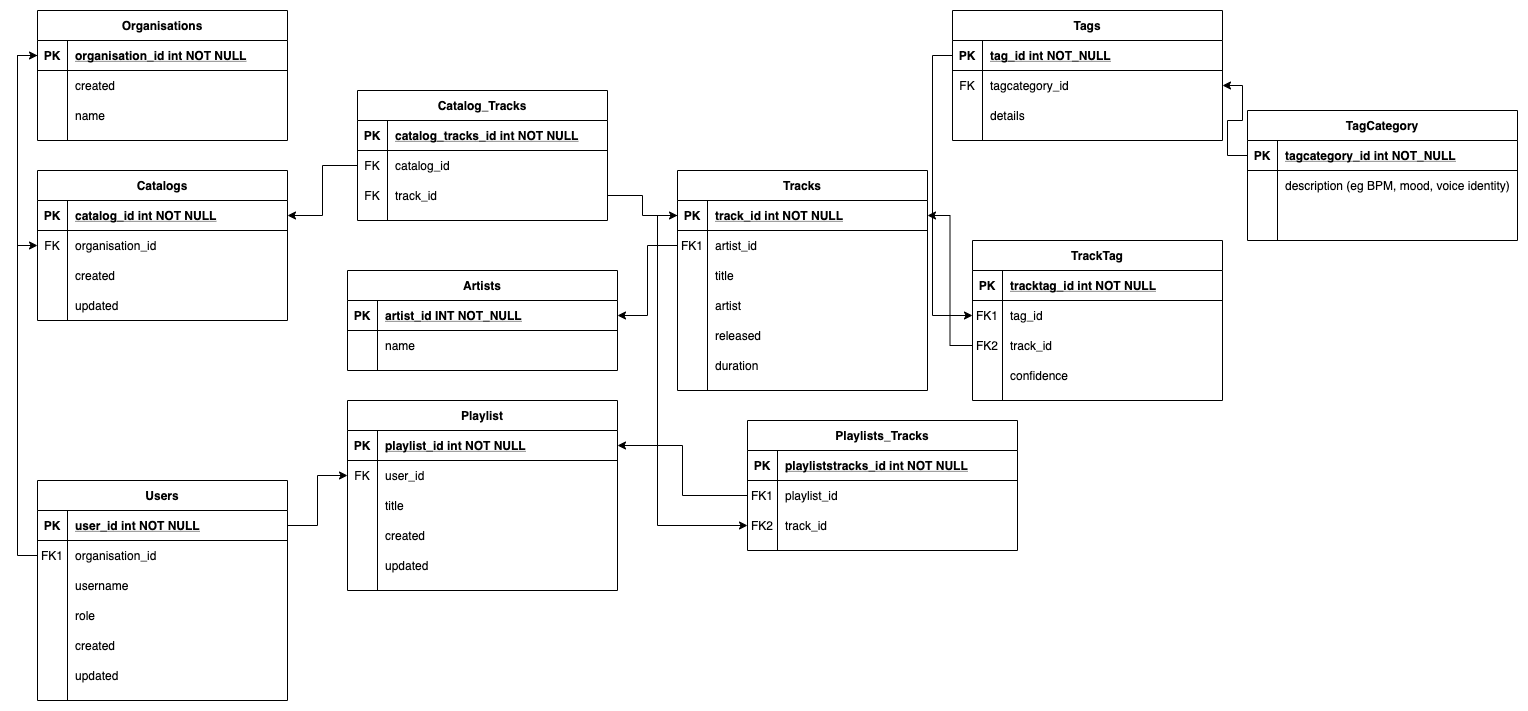 Organisations
PK organisation_id int NOT NULL
created
name
Catalogs
PK catalog_id int NOT NULL
FK organisation_id
created
updated
Users
PK user_id int NOT NULL
FK1 organisation_id
username
role
created
updated
Catalog_Tracks
PK catalog_tracks_id int NOT NULL
FK catalog_id
FK track_id
Artists
PK artist_id INT NOT_NULL
name
Playlist
PK playlist_id int NOT NULL
FK user_id
title
created
updated
Tracks
PK track_id int NOT NULL
FK1 artist_id
title
artist
released
duration
Playlists_Tracks
PK playliststracks_id int NOT NULL
FK1 playlist_id
FK2 track_id
Tags
PK tag_id int NOT_NULL
FK tagcategory_id
details
TrackTag
PK tracktag_id int NOT NULL
FK1 tag_id
FK2 track_id
confidence
TagCategory
PK tagcategory_id int NOT_NULL
description (eg BPM, mood, voice identity)